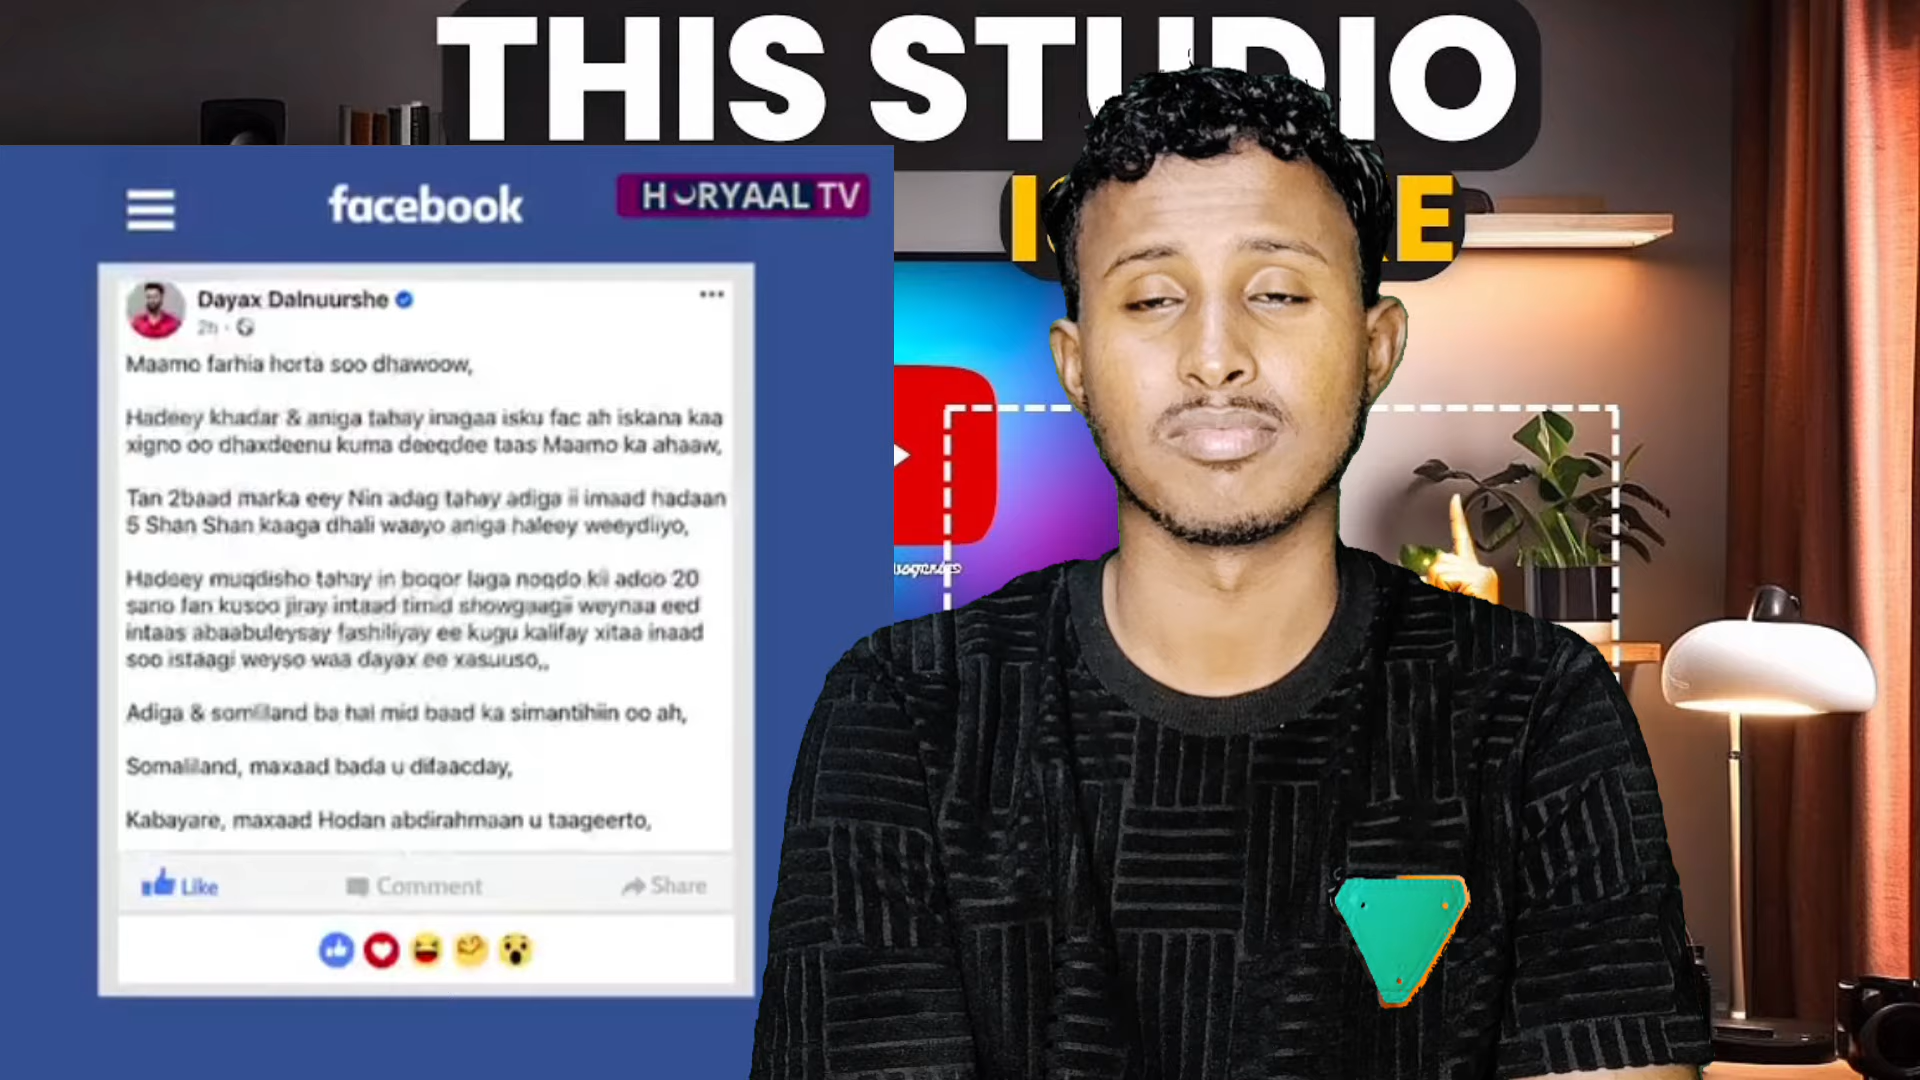 THIS STUDIO
facebook
HORYAAL TV
Dayax Dalnuurshe
2h
Maamo farhia horta soo dhawoow,
Hadeey khadar & aniga tahay inagaa isku fac ah iskana kaa
xigno oo dhaxdeenu kuma deeqdee taas Maamo ka ahaaw,
Tan 2baad marka eey Nin adag tahay adiga ii imaad hadaan
5 Shan Shan kaaga dhali waayo aniga haleey weeydiiyo,
Hadeey muqdisho tahay in boqor laga noqdo kii adoo 20
sano fan kusoo jiray intaad timid showgaagii weynaa eed
intaas abaabuleysay fashiliyay ee kugu kalifay xitaa inaad
soo istaagi weyso waa dayax ee xasuuso,,
Adiga & somliland ba hal mid baad ka simantihiin oo ah,
Somaliland, maxaad bada u difaacday,
Kabayare, maxaad Hodan abdirahmaan u taageerto,
Like
Comment
Share